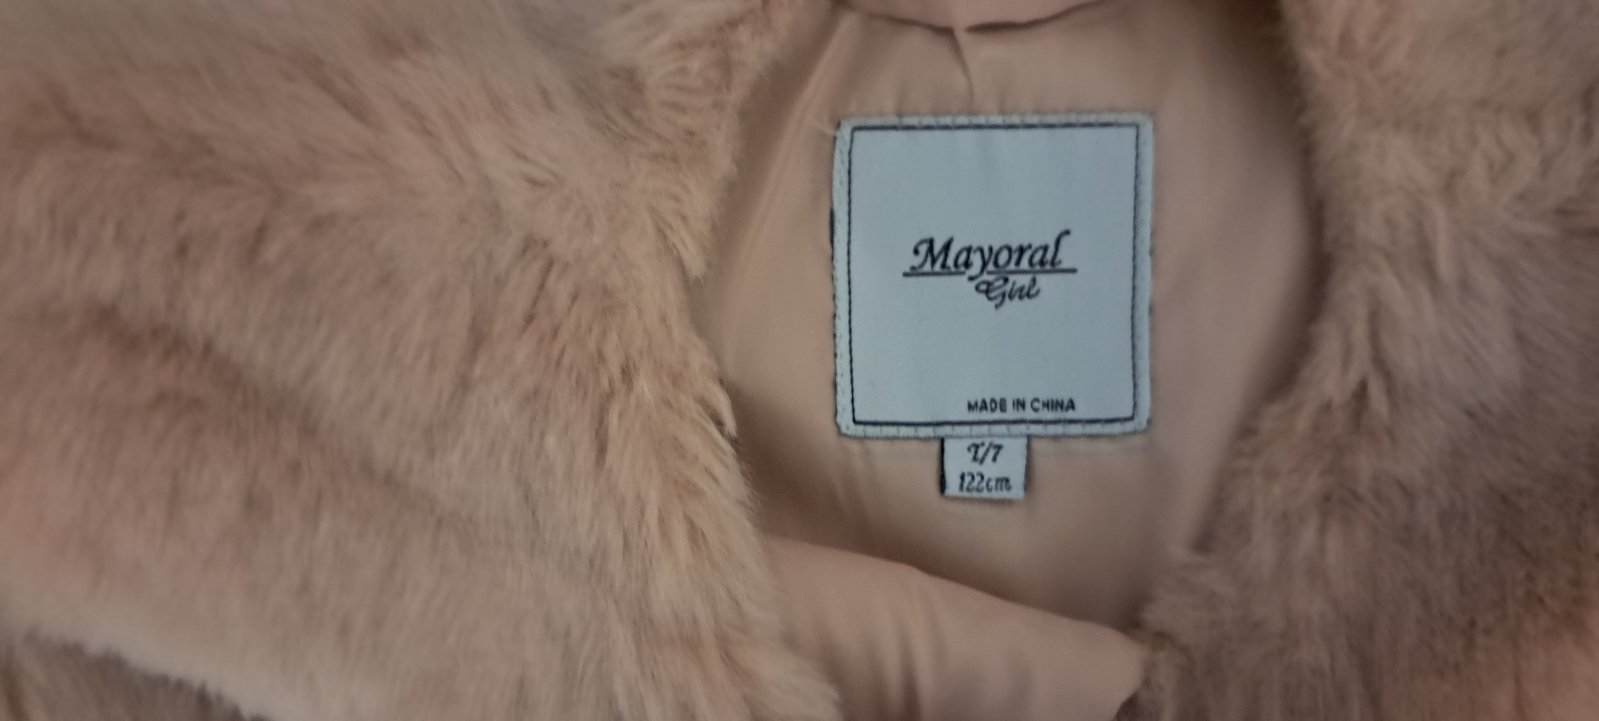 Mayoral
Girl
MADE IN CHINA
T/7
122cm